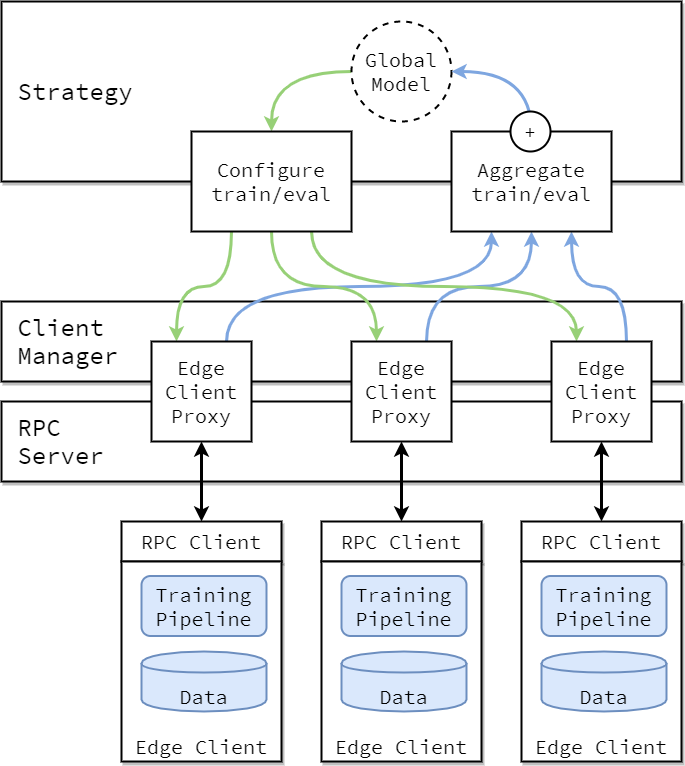 Strategy
Global
Model
+
Configure
train/eval
Aggregate
train/eval
Client
Manager
Edge
Client
Proxy
Edge
Client
Proxy
Edge
Client
Proxy
RPC
Server
RPC Client
Training
Pipeline
Data
Edge Client
RPC Client
Training
Pipeline
Data
Edge Client
RPC Client
Training
Pipeline
Data
Edge Client